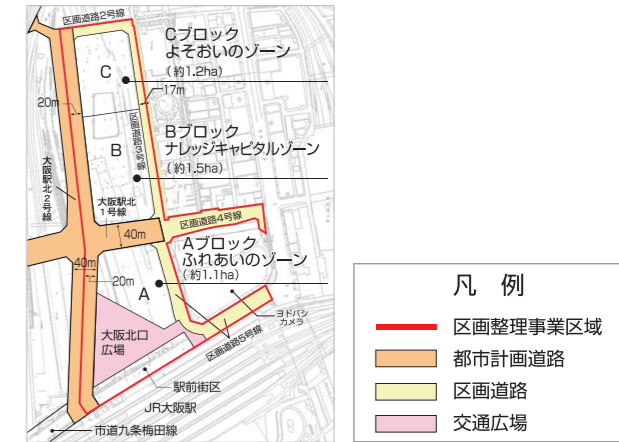 区画道路2号線
Cブロック
よそおいのゾーン
(約1.2ha)
C
20m
17m
区画道路3号線
Bブロック
ナレッジキャピタルゾーン
(約1.5ha)
B
大阪駅北2号線
大阪駅北
1号線
区画道路4号線
40m
Aブロック
ふれあいのゾーン
(約1.1ha)
40m
20m
A
ヨドバシ
カメラ
大阪北口
広場
区画道路5号線
駅前街区
JR大阪駅
市道九条梅田線
凡 例
区画整理事業区域
都市計画道路
区画道路
交通広場